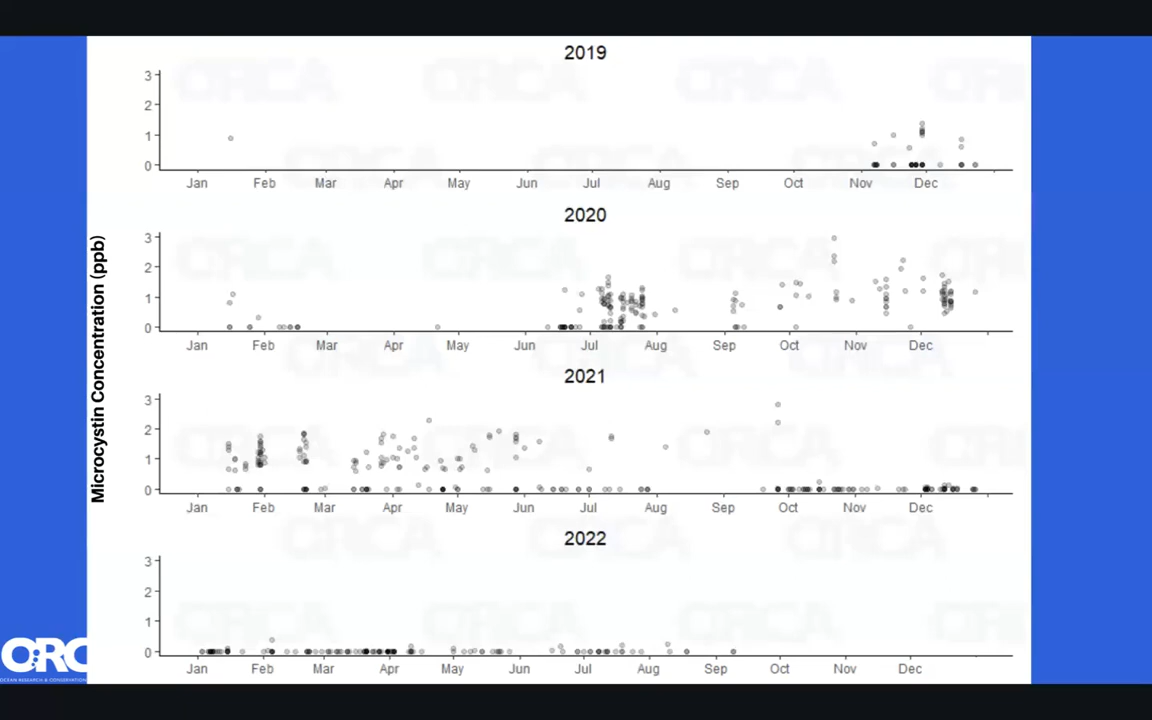 2019
3
2
1
0
Jan Feb Mar Apr May Jun Jul Aug Sep Oct Nov Dec
2020
3
2
1
0
Jan Feb Mar Apr May Jun Jul Aug Sep Oct Nov Dec
2021
3
2
1
0
Jan Feb Mar Apr May Jun Jul Aug Sep Oct Nov Dec
2022
3
2
1
0
Jan Feb Mar Apr May Jun Jul Aug Sep Oct Nov Dec
Microcystin Concentration (ppb)
ORC
OCEAN RESEARCH & CONSERVATION